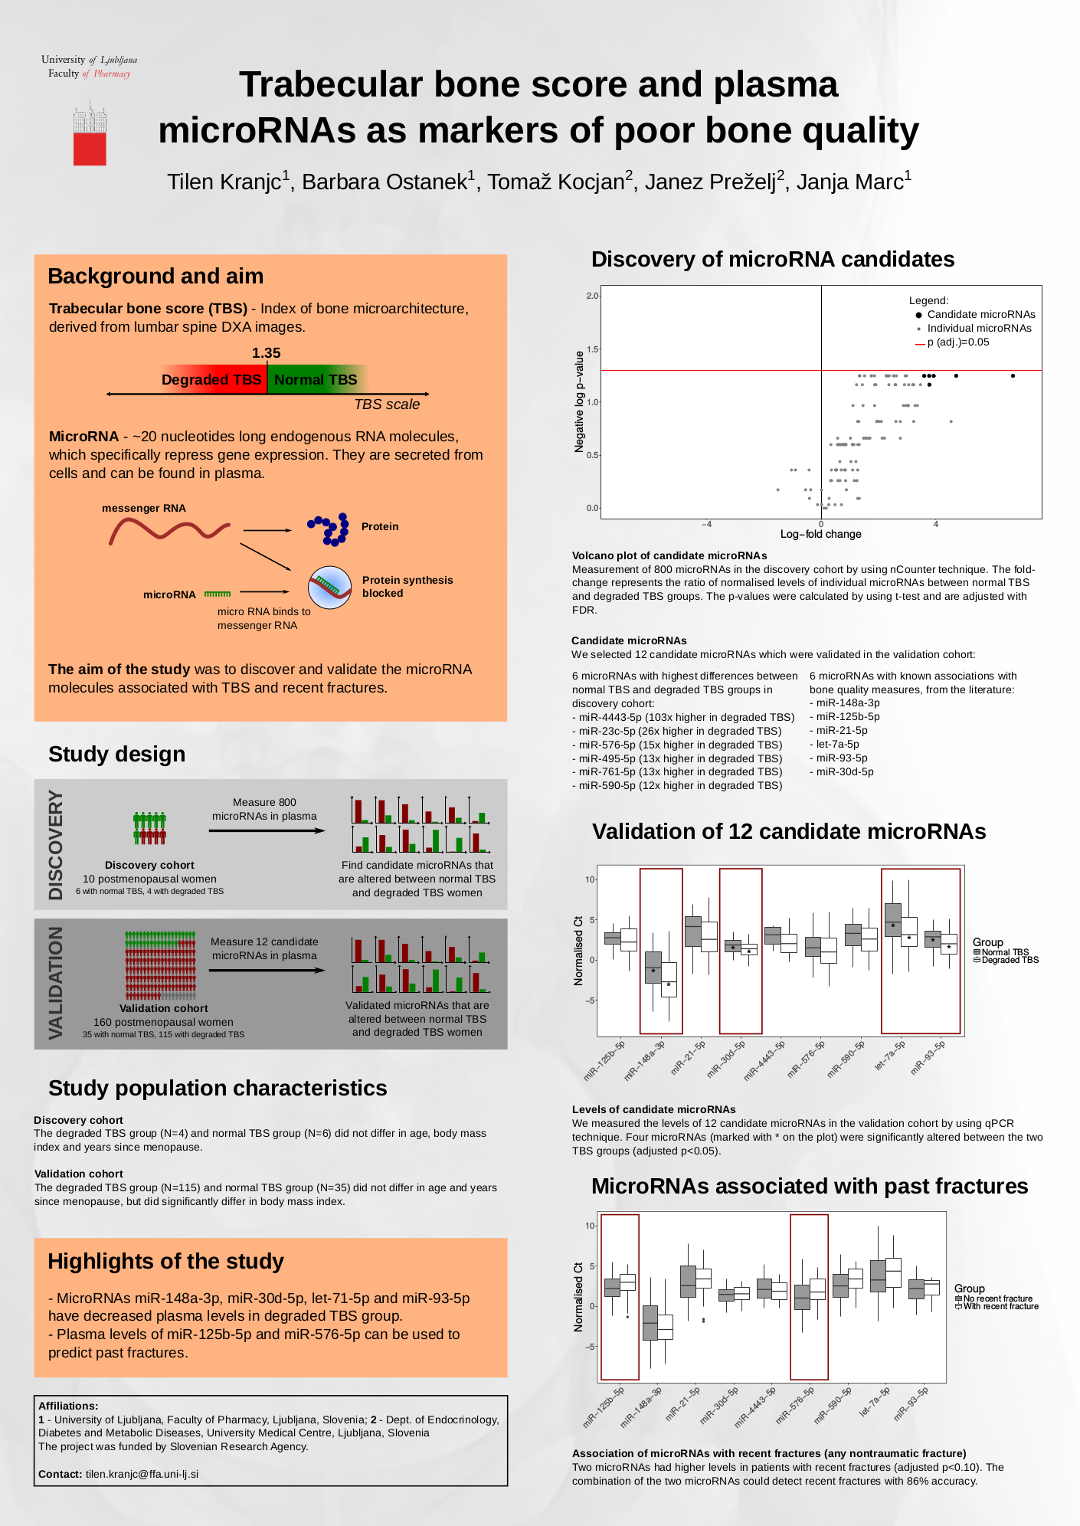 University of Ljubljana
Faculty of Pharmacy
Trabecular bone score and plasma
microRNAs as markers of poor bone quality
Tilen Kranjc1, Barbara Ostanek1, Tomaž Kocjan2, Janez Preželj2, Janja Marc1
Background and aim
Trabecular bone score (TBS) - Index of bone microarchitecture,
derived from lumbar spine DXA images.
1.35
Degraded TBS Normal TBS
TBS scale
MicroRNA - ~20 nucleotides long endogenous RNA molecules,
which specifically repress gene expression. They are secreted from
cells and can be found in plasma.
messenger RNA
Protein
microRNA
Protein synthesis
blocked
micro RNA binds to
messenger RNA
The aim of the study was to discover and validate the microRNA
molecules associated with TBS and recent fractures.
Study design
DISCOVERY
Measure 800
microRNAs in plasma
Discovery cohort
10 postmenopausal women
6 with normal TBS, 4 with degraded TBS
Find candidate microRNAs that
are altered between normal TBS
and degraded TBS women
VALIDATION
Measure 12 candidate
microRNAs in plasma
Validation cohort
160 postmenopausal women
35 with normal TBS, 115 with degraded TBS
Validated microRNAs that are
altered between normal TBS
and degraded TBS women
Study population characteristics
Discovery cohort
The degraded TBS group (N=4) and normal TBS group (N=6) did not differ in age, body mass
index and years since menopause.
Validation cohort
The degraded TBS group (N=115) and normal TBS group (N=35) did not differ in age and years
since menopause, but did significantly differ in body mass index.
Highlights of the study
- MicroRNAs miR-148a-3p, miR-30d-5p, let-71-5p and miR-93-5p
have decreased plasma levels in degraded TBS group.
- Plasma levels of miR-125b-5p and miR-576-5p can be used to
predict past fractures.
Affiliations:
1 - University of Ljubljana, Faculty of Pharmacy, Ljubljana, Slovenia; 2 - Dept. of Endocrinology,
Diabetes and Metabolic Diseases, University Medical Centre, Ljubljana, Slovenia
The project was funded by Slovenian Research Agency.
Contact: tilen.kranjc@ffa.uni-lj.si
Discovery of microRNA candidates
Negative log p-value
2.0
1.5
1.0
0.5
0.0
-4
0
4
Log-fold change
Legend:
Candidate microRNAs
Individual microRNAs
p (adj.)=0.05
Volcano plot of candidate microRNAs
Measurement of 800 microRNAs in the discovery cohort by using nCounter technique. The fold-
change represents the ratio of normalised levels of individual microRNAs between normal TBS
and degraded TBS groups. The p-values were calculated by using t-test and are adjusted with
FDR.
Candidate microRNAs
We selected 12 candidate microRNAs which were validated in the validation cohort:
6 microRNAs with highest differences between
normal TBS and degraded TBS groups in
discovery cohort:
- miR-4443-5p (103x higher in degraded TBS)
- miR-23c-5p (26x higher in degraded TBS)
- miR-576-5p (15x higher in degraded TBS)
- miR-495-5p (13x higher in degraded TBS)
- miR-761-5p (13x higher in degraded TBS)
- miR-590-5p (12x higher in degraded TBS)
6 microRNAs with known associations with
bone quality measures, from the literature:
- miR-148a-3p
- miR-125b-5p
- miR-21-5p
- let-7a-5p
- miR-93-5p
- miR-30d-5p
Validation of 12 candidate microRNAs
Normalised Ct
10
5
0
-5
* * * * * * * *
miR-125b-5p
miR-148a-3p
miR-21-5p
miR-30d-5p
miR-4443-5p
miR-576-5p
miR-590-5p
let-7a-5p
miR-93-5p
Group
Normal TBS
Degraded TBS
Levels of candidate microRNAs
We measured the levels of 12 candidate microRNAs in the validation cohort by using qPCR
technique. Four microRNAs (marked with * on the plot) were significantly altered between the two
TBS groups (adjusted p<0.05).
MicroRNAs associated with past fractures
Normalised Ct
10
5
0
-5
miR-125b-5p
miR-148a-3p
miR-21-5p
miR-30d-5p
miR-4443-5p
miR-576-5p
miR-590-5p
let-7a-5p
miR-93-5p
Group
No recent fracture
With recent fracture
Association of microRNAs with recent fractures (any nontraumatic fracture)
Two microRNAs had higher levels in patients with recent fractures (adjusted p<0.10). The
combination of the two microRNAs could detect recent fractures with 86% accuracy.